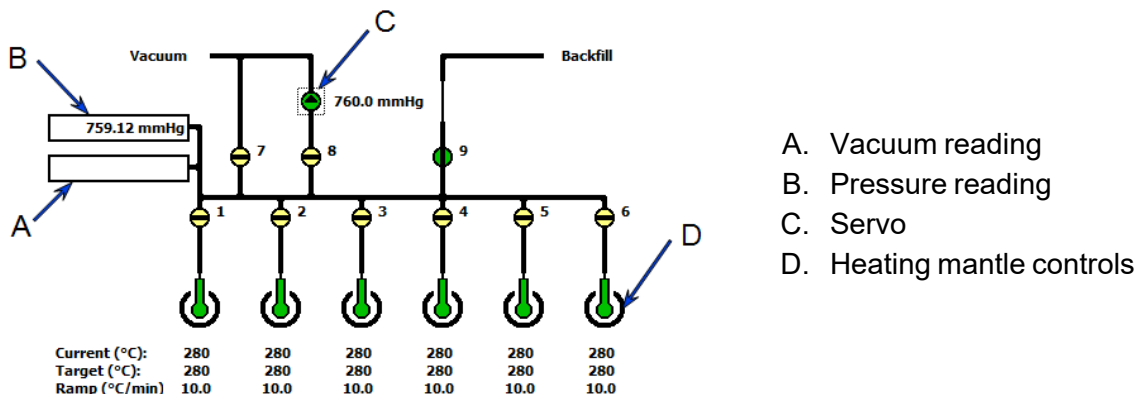 C
Vacuum
Backfill
B
760.0 mmHg
759.12 mmHg
7
8
9
A
1
2
3
4
5
6
D
Current (°C): 280 280 280 280 280 280
Target (°C): 280 280 280 280 280 280
Ramp (°C/min) 10.0 10.0 10.0 10.0 10.0 10.0
A. Vacuum reading
B. Pressure reading
C. Servo
D. Heating mantle controls